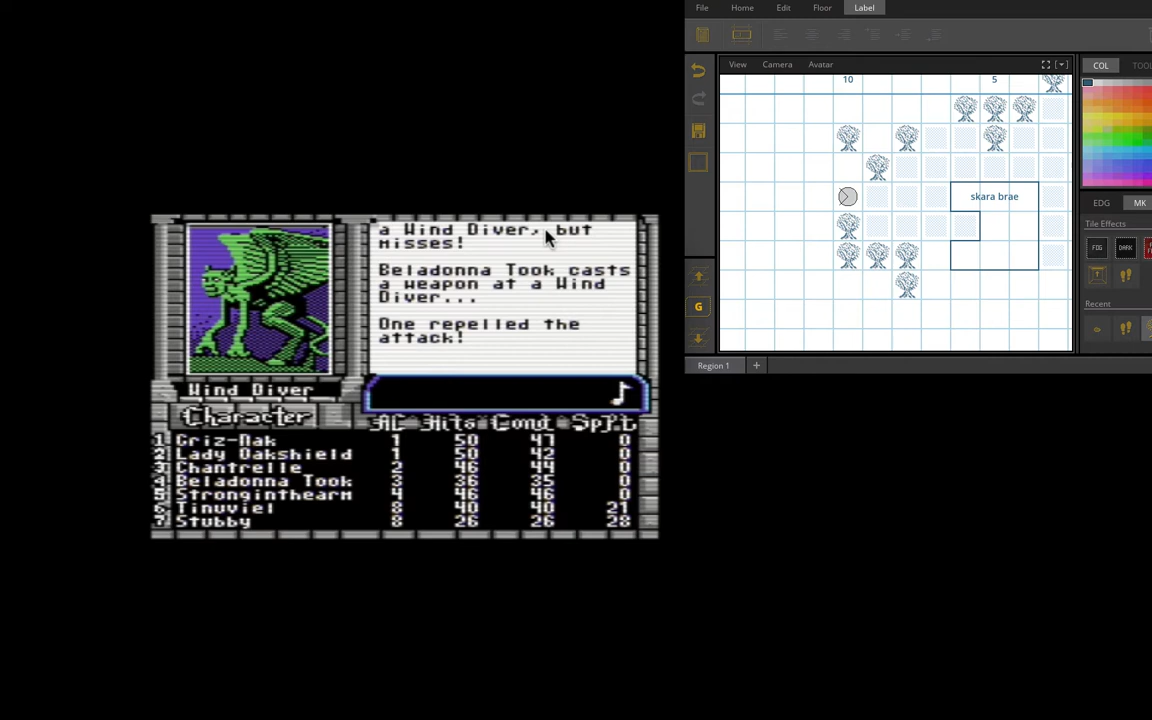 File Home Edit Floor Label
View Camera Avatar
COL
10 5
skara brae
EDG MK
Tile Effects
FOG DARK
Recent
G
Region 1 +
a Wind Diver, but
misses!
Beladonna Took casts
a weapon at a Wind
Diver...
One repelled the
attack!
Wind Diver
Character AC Hits Cond SpPt
1 Griz-Nak 1 50 47 0
2 Lady Oakshield 1 50 42 0
3 Chantrelle 2 46 44 0
4 Beladonna Took 3 36 35 0
5 Stronginthearm 4 46 46 0
6 Tinuviel 8 40 40 21
7 Stubby 8 26 26 28